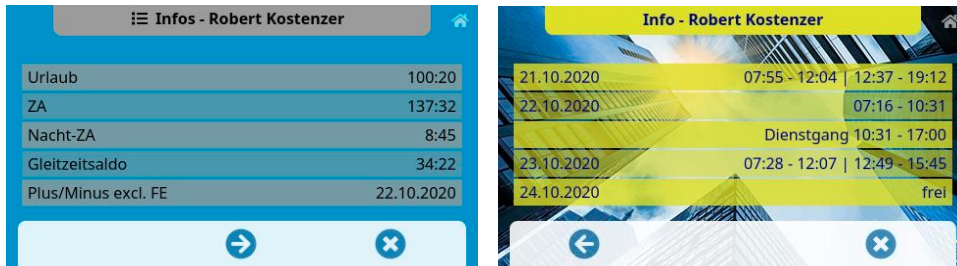 Infos - Robert Kostenzer
Urlaub 100:20
ZA 137:32
Nacht-ZA 8:45
Gleitzeitsaldo 34:22
Plus/Minus excl. FE 22.10.2020
Info - Robert Kostenzer
21.10.2020 07:55 - 12:04 | 12:37 - 19:12
22.10.2020 07:16 - 10:31
Dienstgang 10:31 - 17:00
23.10.2020 07:28 - 12:07 | 12:49 - 15:45
24.10.2020 frei